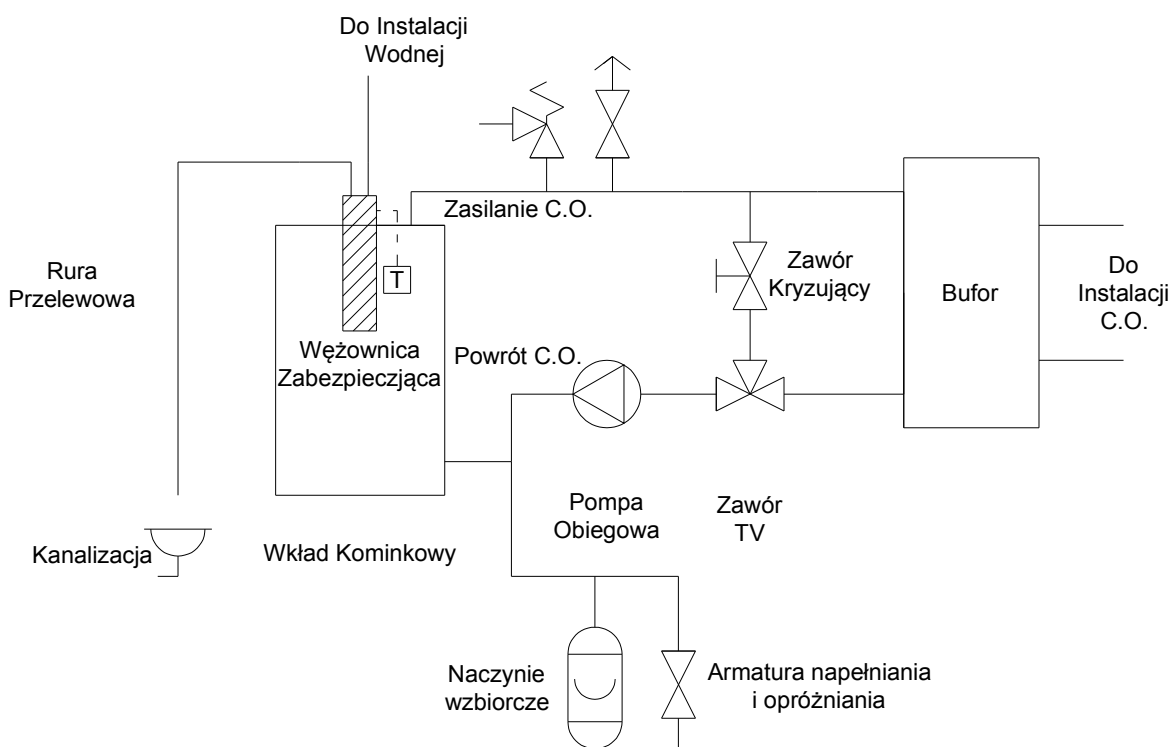 Do Instalacji
Wodnej
Zasilanie C.O.
T
Rura
Przelewowa
Zawór
Kryzujący
Bufor
Do
Instalacji
C.O.
Wężownica
Zabezpieczjąca
Powrót C.O.
Pompa
Obiegowa
Zawór
TV
Kanalizacja
Wkład Kominkowy
Naczynie
wzbiorcze
Armatura napełniania
i opróżniania